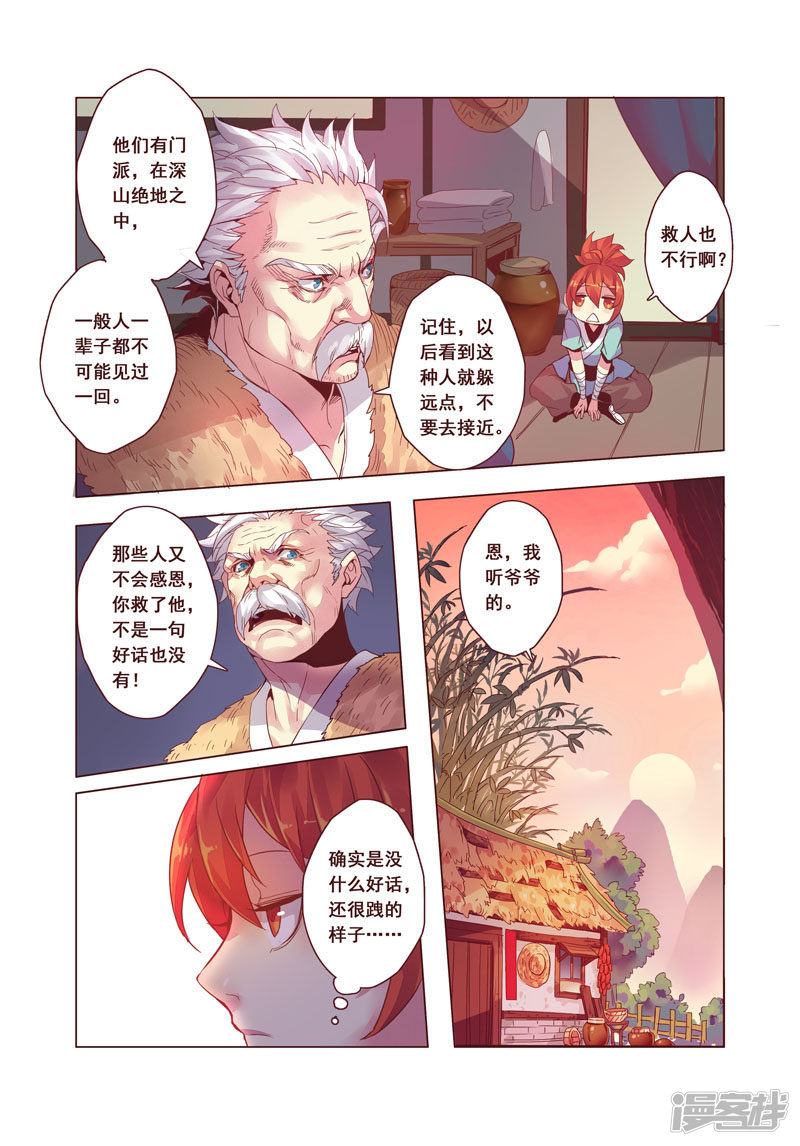 他们有门
派，在深
山绝地之
中，
一般人一
辈子都不
可能见过
一回。
记住，以
后看到这
种人就躲
远点，不
要去接近。
救人也
不行啊？
那些人又
不会感恩，
你救了他，
不是一句
好话也没
有！
确实是没
什么好话，
还很跩的
样子……
恩，我
听爷爷
的。
漫客栈